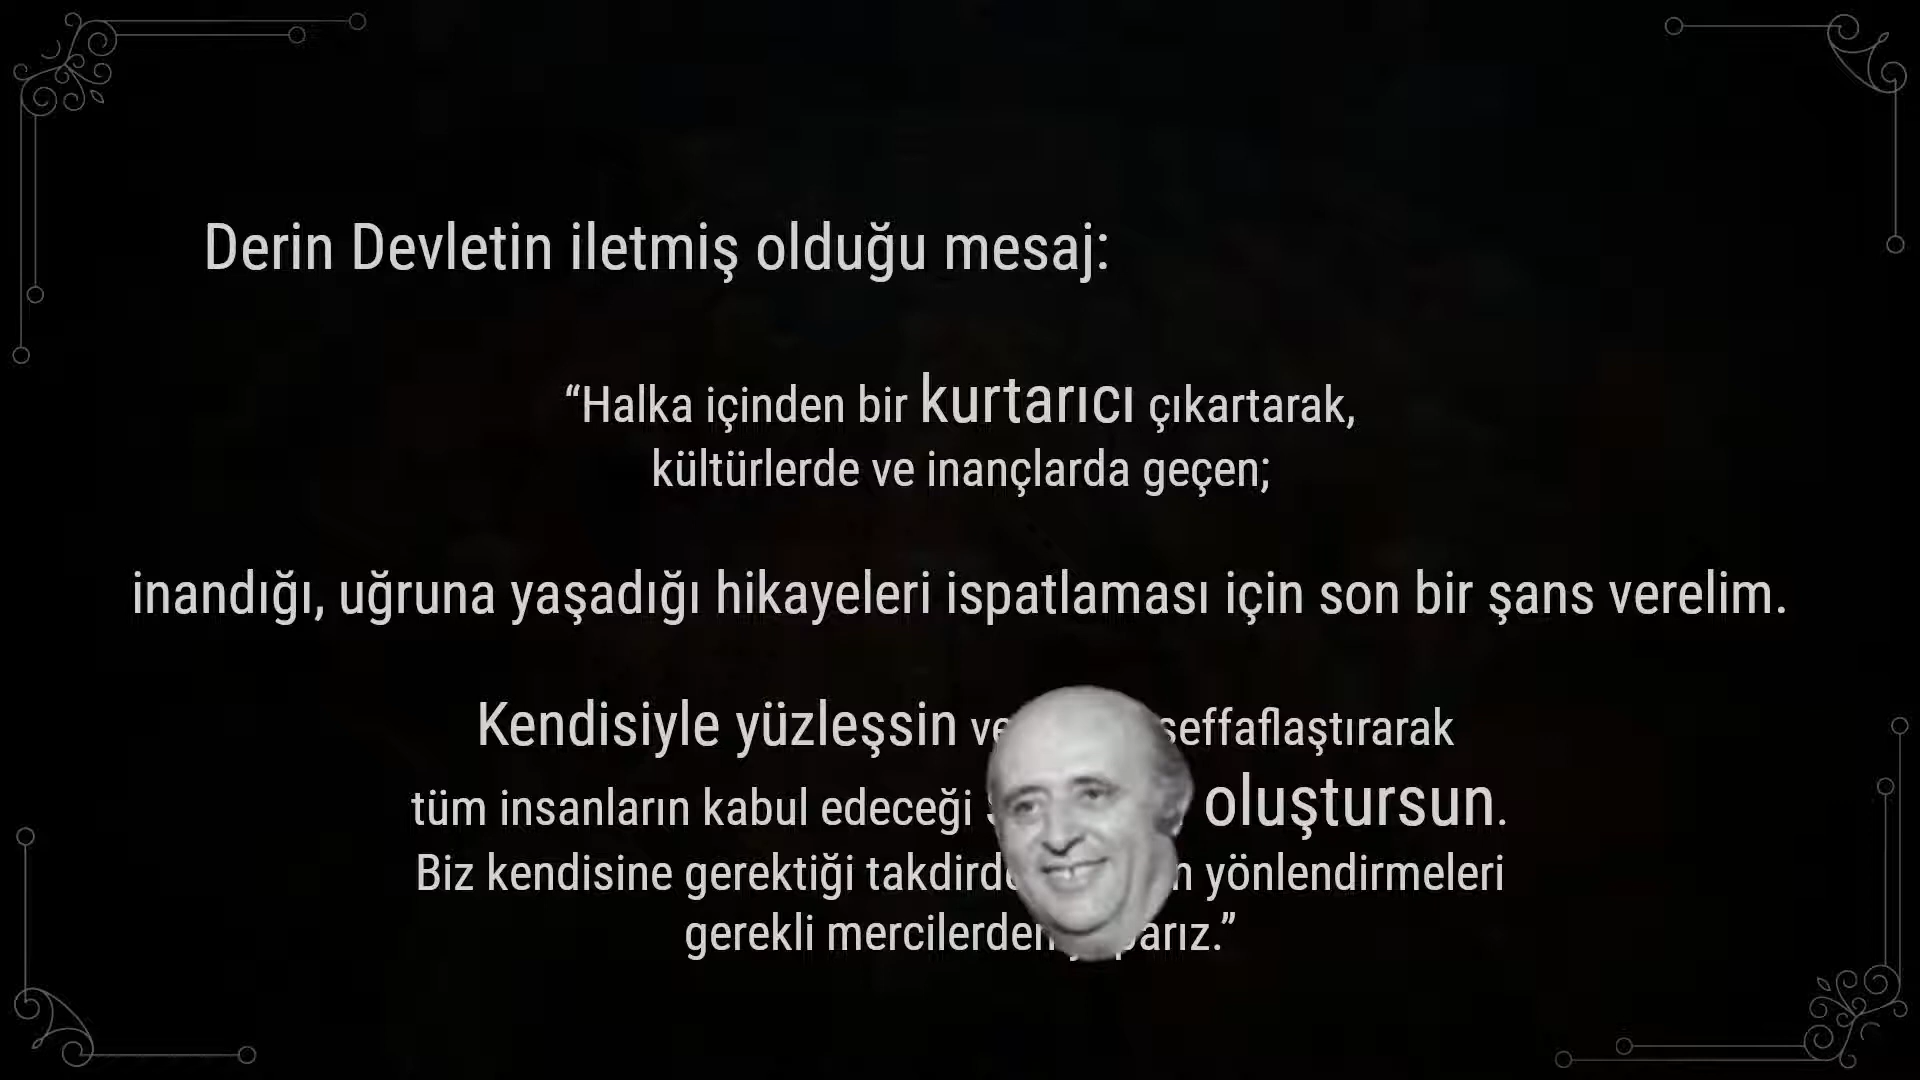 Derin Devletin iletmiş olduğu mesaj:
“Halka içinden bir kurtarıcı çıkartarak,
kültürlerde ve inançlarda geçen;
inandığı, uğruna yaşadığı hikayeleri ispatlaması için son bir şans verelim.
Kendisiyle yüzleşsin seffaflaştırarak
tüm insanların kabul edeceği oluştursun.
Biz kendisine gerektiği yönlendirmeleri
gerekli mercilerden